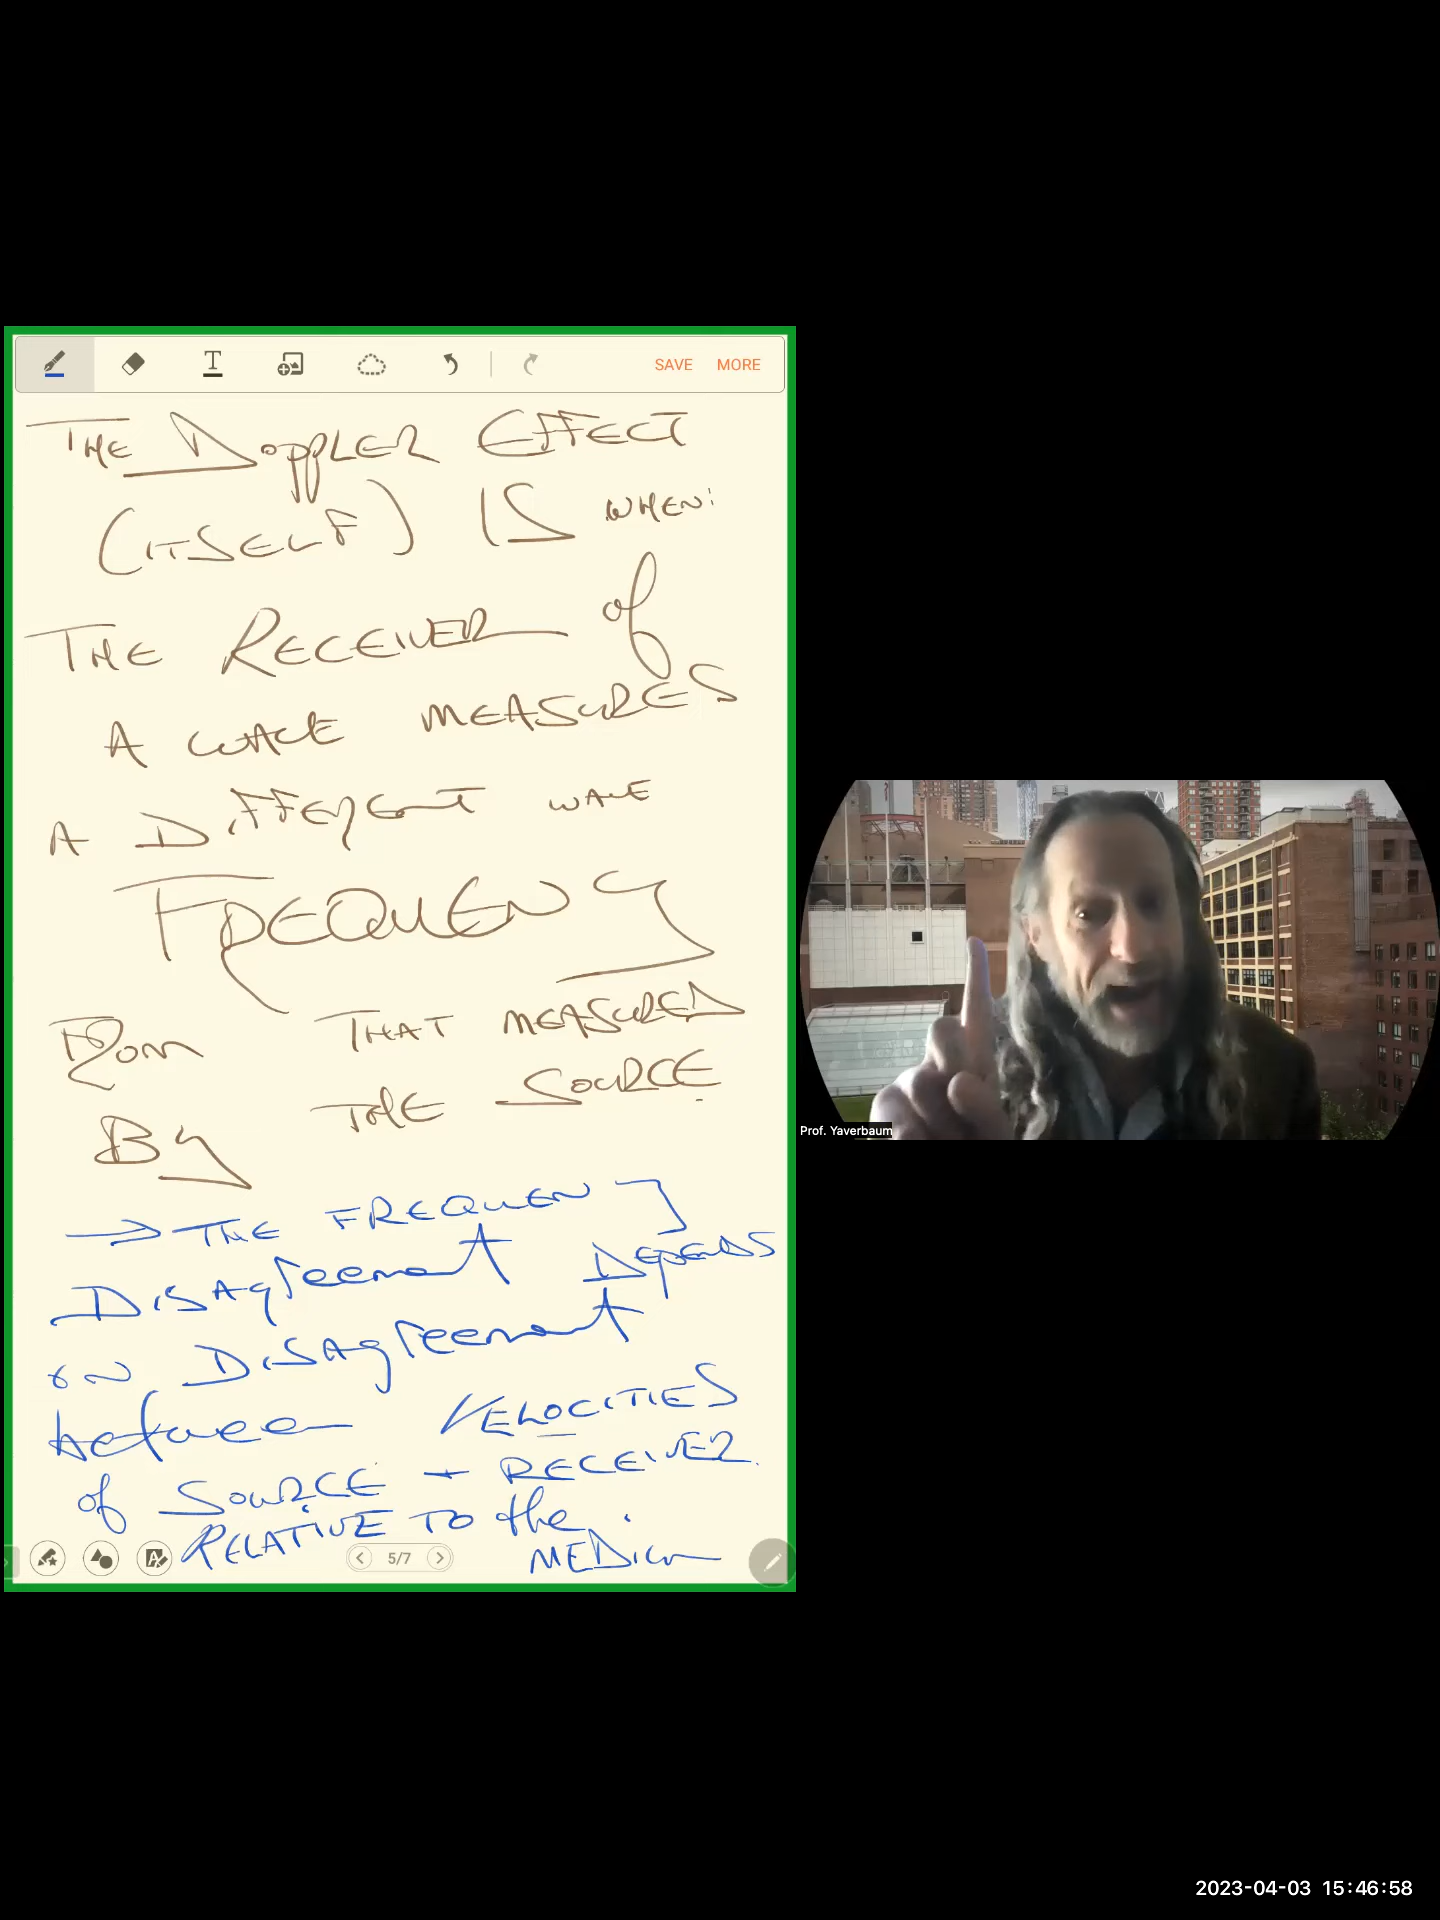 SAVE MORE
THE DOPPLER EFFECT
(ITSELF) IS WHEN:
THE RECEIVER of
A WAVE MEASURES
A DIFFERENT WAVE
FREQUENCY
FROM THAT MEASURED
By THE SOURCE.
→ THE FREQUENCY
DISAgreement DEPENDS
ON DISAgreement
between VELOCITIES
of SOURCE + RECEIVER.
RELATIVE TO the
MEDIUM
5/7
Prof. Yaverbaum
2023-04-03 15:46:58